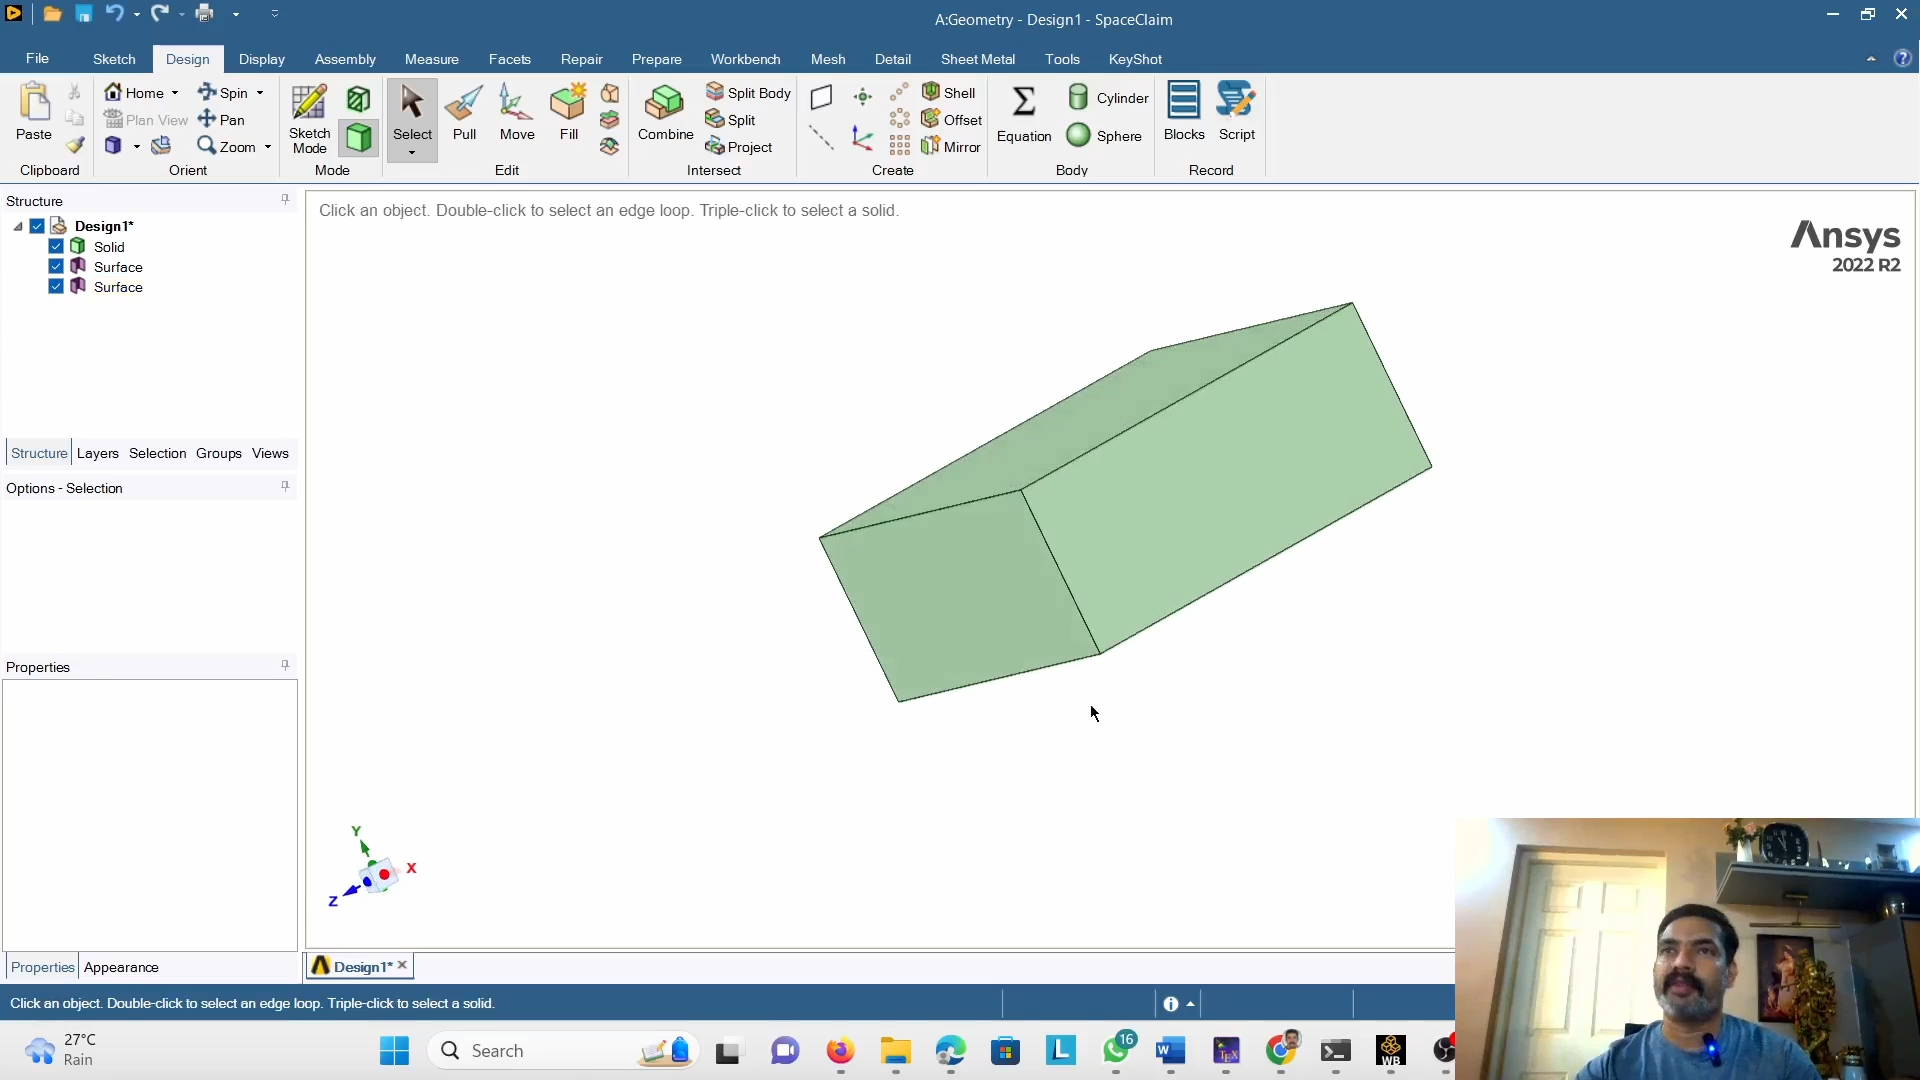 A:Geometry - Design1 - SpaceClaim
File Sketch Design Display Assembly Measure Facets Repair Prepare Workbench Mesh Detail Sheet Metal Tools KeyShot
Paste
Home
Plan View
Spin
Pan
Zoom
Sketch Mode
Select
Pull
Move
Fill
Combine
Split Body
Split
Project
Shell
Offset
Mirror
Equation
Cylinder
Sphere
Blocks
Script
Clipboard Orient Mode Edit Intersect Create Body Record
Structure
Design1*
Solid
Surface
Surface
Structure Layers Selection Groups Views
Options - Selection
Properties
Properties Appearance
Click an object. Double-click to select an edge loop. Triple-click to select a solid.
Ansys
2022 R2
Y
X
Z
Design1*
Click an object. Double-click to select an edge loop. Triple-click to select a solid.
27°C
Rain
Search
L
16
W
TEX
WB